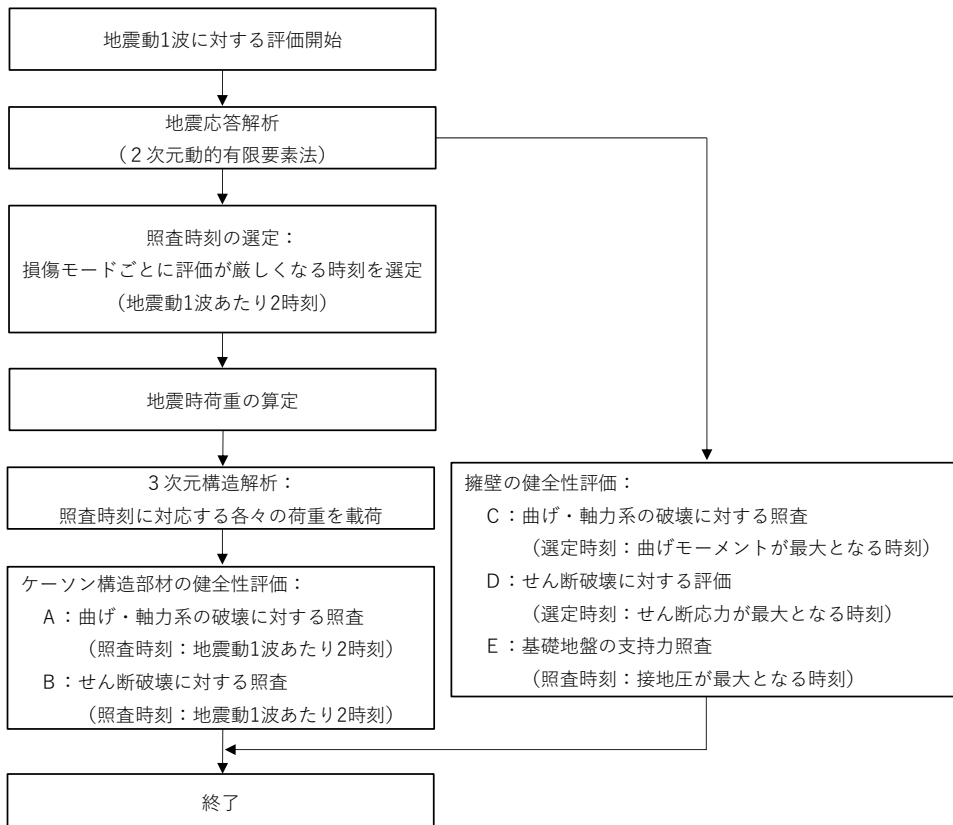 地震動1波に対する評価開始
地震応答解析
（２次元動的有限要素法）
照査時刻の選定：
損傷モードごとに評価が厳しくなる時刻を選定
（地震動1波あたり2時刻）
地震時荷重の算定
３次元構造解析：
照査時刻に対応する各々の荷重を載荷
ケーソン構造部材の健全性評価：
Ａ：曲げ・軸力系の破壊に対する照査
（照査時刻：地震動1波あたり2時刻）
Ｂ：せん断破壊に対する照査
（照査時刻：地震動1波あたり2時刻）
擁壁の健全性評価：
Ｃ：曲げ・軸力系の破壊に対する照査
（選定時刻：曲げモーメントが最大となる時刻）
Ｄ：せん断破壊に対する評価
（選定時刻：せん断応力が最大となる時刻）
Ｅ：基礎地盤の支持力照査
（照査時刻：接地圧が最大となる時刻）
終了